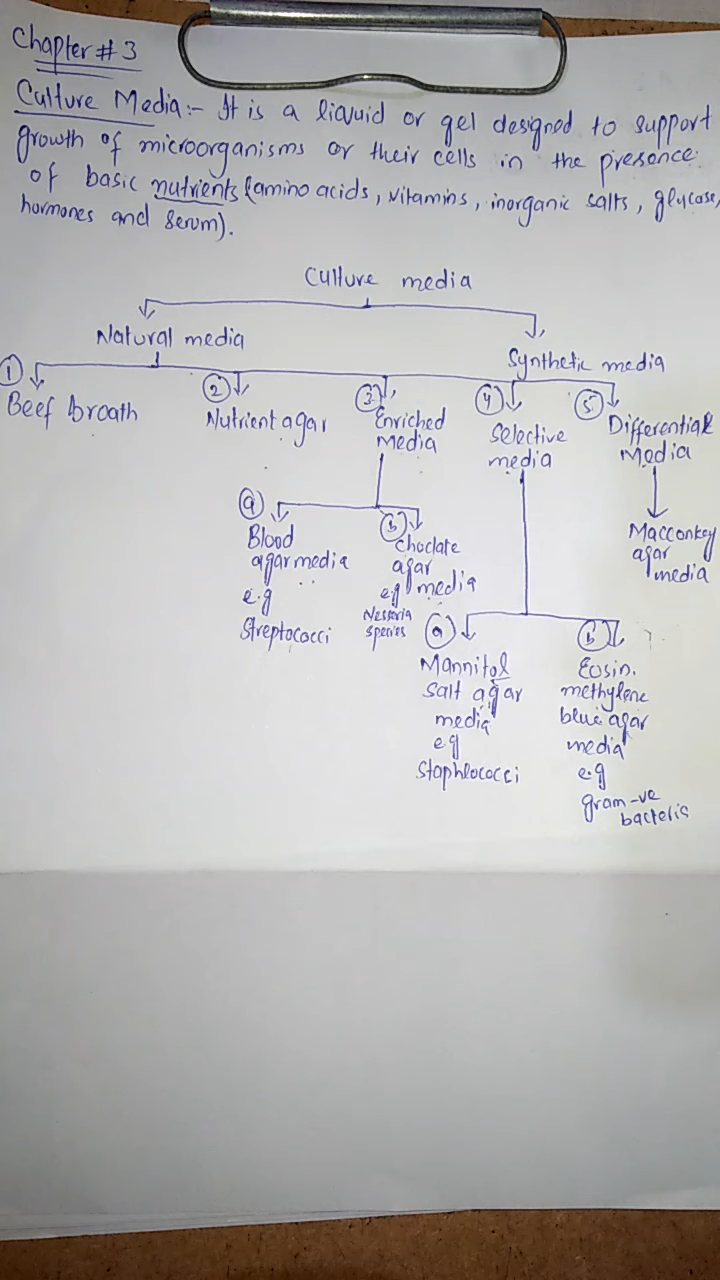 Chapter # 3
Culture Media:- It is a liquid or gel designed to support
growth of microorganisms or their cells in the presence
of basic nutrients (amino acids, vitamins, inorganic salts, glucose,
hormones and serum).
Culture media
Natural media
Synthetic media
① Beef broath
② Nutrient agar
③ Enriched
Media
④ Selective
media
⑤ Differential
Media
Macconkey
agar
media
ⓐ Blood
agar media
e.g
Streptococci
ⓑ Choclate
agar
e.g media
Nesseria
species
ⓐ Mannitol
salt agar
media
eg
Staphlococci
ⓑ Eosin.
methylene
blue agar
media
e.g
gram -ve
bacteria